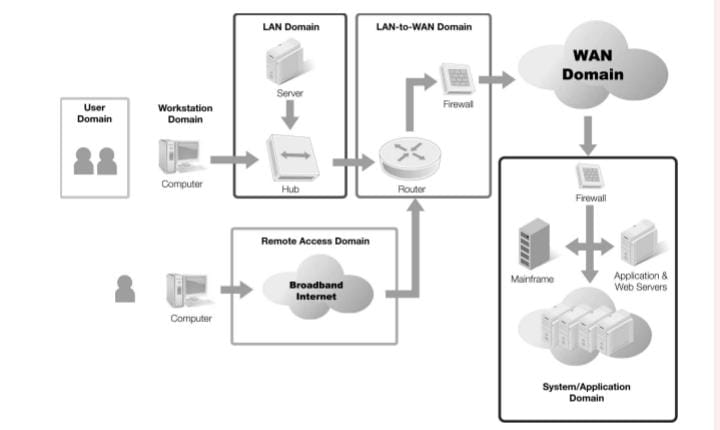 LAN Domain
LAN-to-WAN Domain
WAN
Domain
Server
Firewall
User
Domain
Workstation
Domain
Computer
Hub
Router
Firewall
Remote Access Domain
Broadband
Internet
Computer
Mainframe
Application &
Web Servers
System/Application
Domain